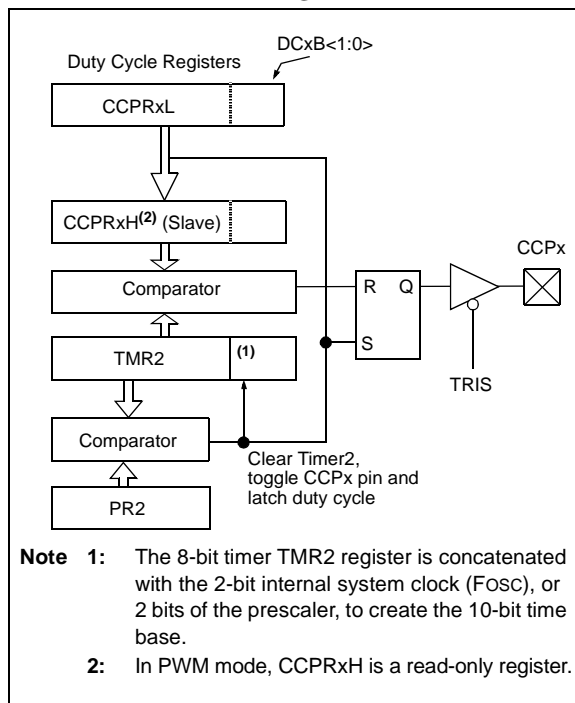 DCxB<1:0>
Duty Cycle Registers
CCPRxL
CCPRxH(2) (Slave)
CCPx
Comparator
R Q
S
TMR2 (1)
TRIS
Comparator
Clear Timer2,
toggle CCPx pin and
latch duty cycle
PR2
Note 1: The 8-bit timer TMR2 register is concatenated
with the 2-bit internal system clock (FOSC), or
2 bits of the prescaler, to create the 10-bit time
base.
2: In PWM mode, CCPRxH is a read-only register.